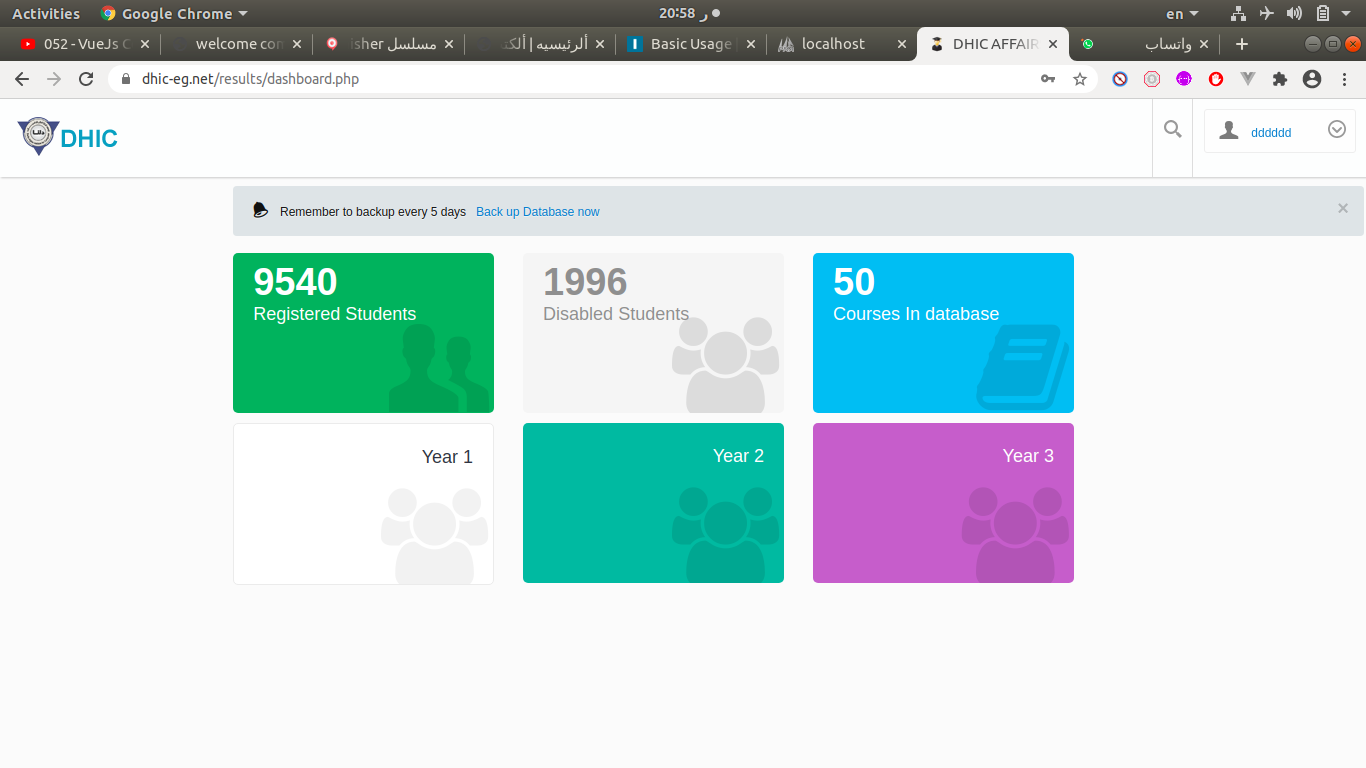 Activities Google Chrome 20:58 ر en
052 - VueJs C welcome con مسلسل isher ألرئيسيه | ألكذ Basic Usage localhost DHIC AFFAIR واتساب
dhic-eg.net/results/dashboard.php
DHIC
dddddd
Remember to backup every 5 days Back up Database now ×
9540
Registered Students
1996
Disabled Students
50
Courses In database
Year 1
Year 2
Year 3